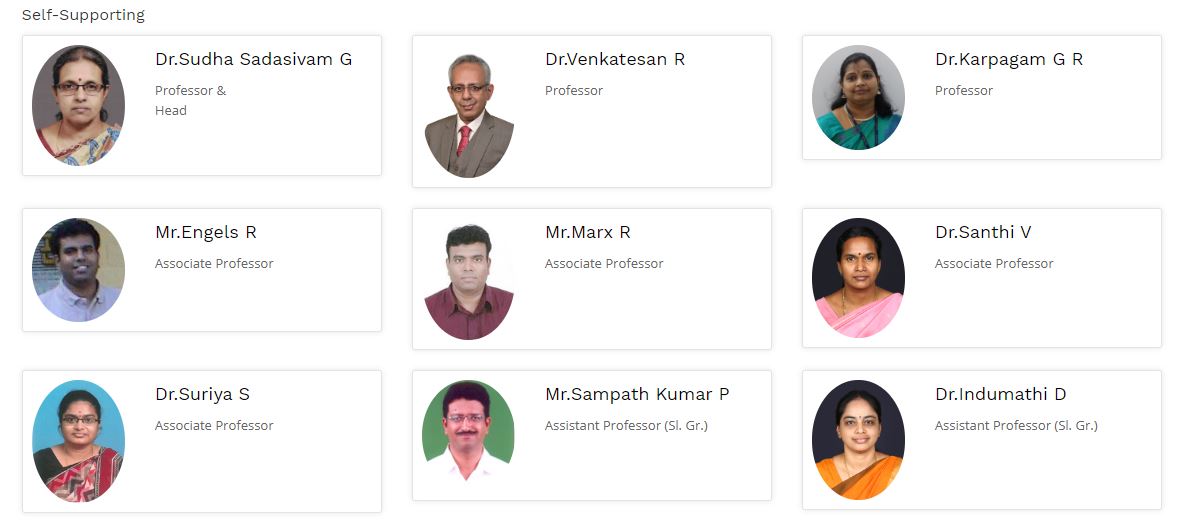 Self-Supporting
Dr.Sudha Sadasivam G
Professor &
Head
Dr.Venkatesan R
Professor
Dr.Karpagam G R
Professor
Mr.Engels R
Associate Professor
Mr.Marx R
Associate Professor
Dr.Santhi V
Associate Professor
Dr.Suriya S
Associate Professor
Mr.Sampath Kumar P
Assistant Professor (Sl. Gr.)
Dr.Indumathi D
Assistant Professor (Sl. Gr.)